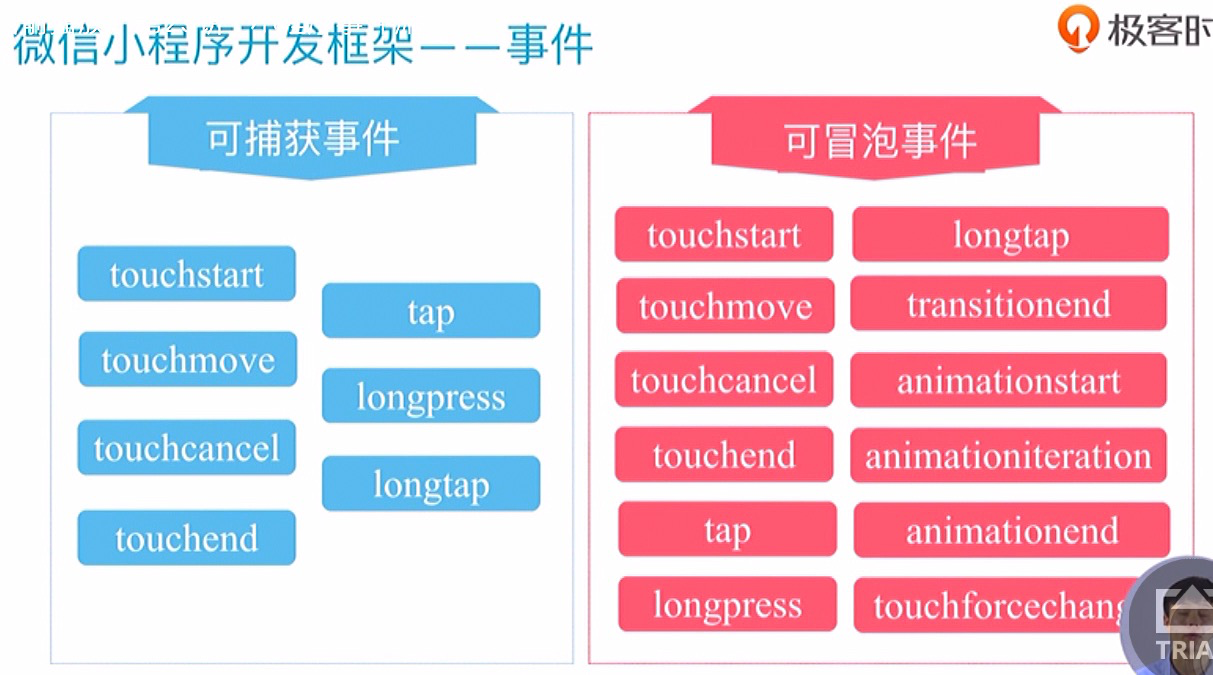 微信小程序开发框架——事件
极客时
可捕获事件
touchstart
touchmove
touchcancel
touchend
tap
longpress
longtap
可冒泡事件
touchstart
touchmove
touchcancel
touchend
tap
longpress
longtap
transitionend
animationstart
animationiteration
animationend
touchforcechang
TRIA